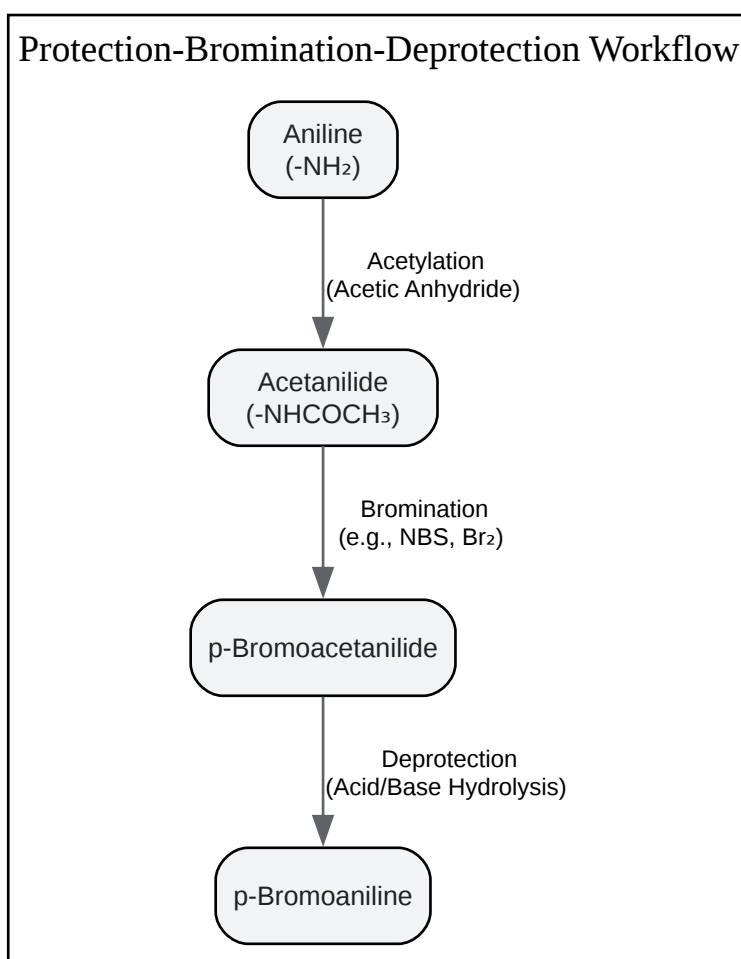 Protection-Bromination-Deprotection Workflow
Aniline
(-NH₂)
Acetylation
(Acetic Anhydride)
Acetanilide
(-NHCOCH₃)
Bromination
(e.g., NBS, Br₂)
p-Bromoacetanilide
Deprotection
(Acid/Base Hydrolysis)
p-Bromoaniline